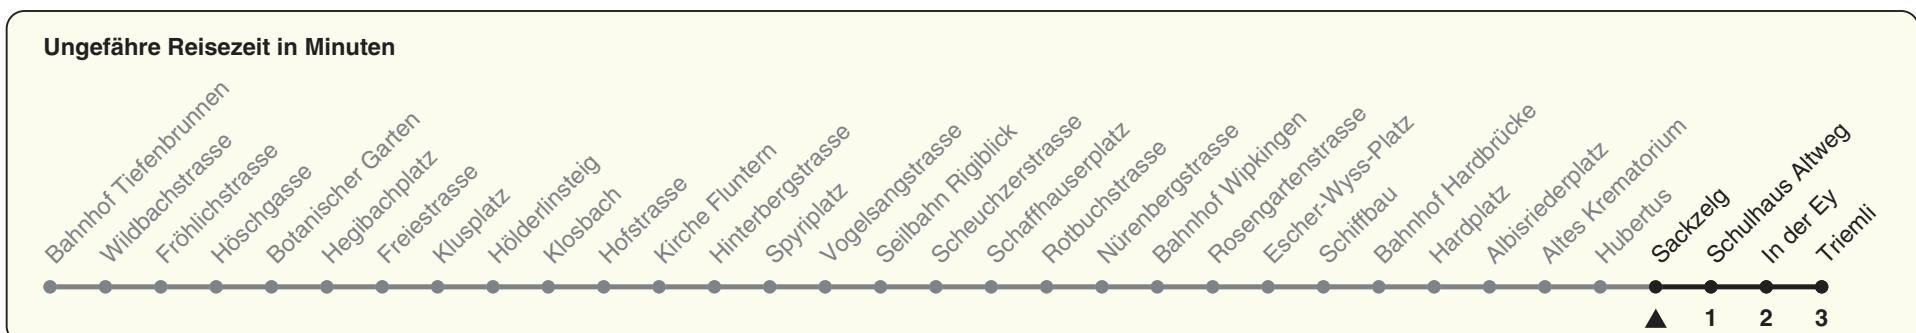 Ungefähre Reisezeit in Minuten
Bahnhof Tiefenbrunnen
Wildbachstrasse
Fröhlichstrasse
Höschgasse
Botanischer Garten
Hegibachplatz
Freiestrasse
Klusplatz
Hölderlinsteig
Klosbach
Hofstrasse
Kirche Fluntern
Hinterbergstrasse
Spyriplatz
Vogelsangstrasse
Seilbahn Rigiblick
Scheuchzerstrasse
Schaffhauserplatz
Rotbuchstrasse
Nürenbergstrasse
Bahnhof Wipkingen
Rosengartenstrasse
Escher-Wyss-Platz
Schiffbau
Bahnhof Hardbrücke
Hardplatz
Albisriederplatz
Altes Krematorium
Hubertus
Sackzelg
Schulhaus Altweg
In der Ey
Triemli
1 2 3